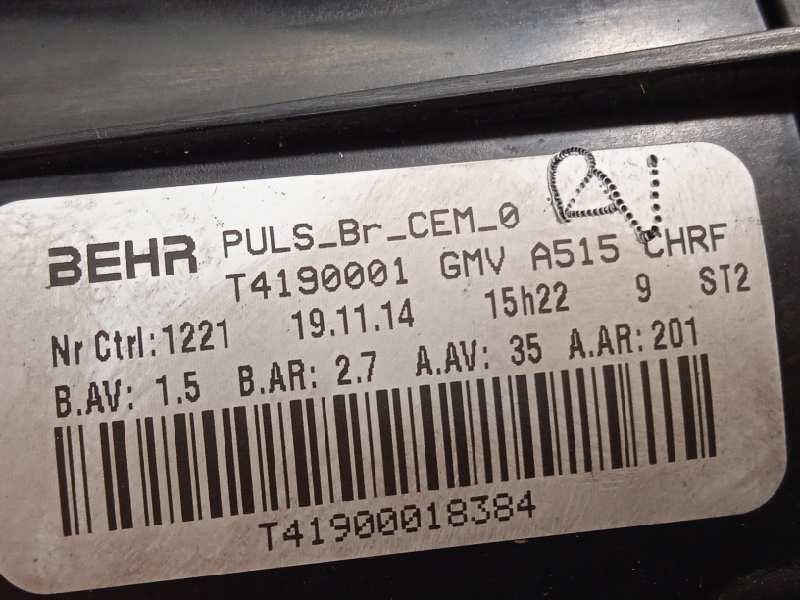 BEHR PULS_Br_CEM_0
T4190001 GMV A515 CHRF
Nr Ctrl:1221 19.11.14 15h22 9 ST2
B.AV: 1.5 B.AR: 2.7 A.AV: 35 A.AR: 201
T41900018384